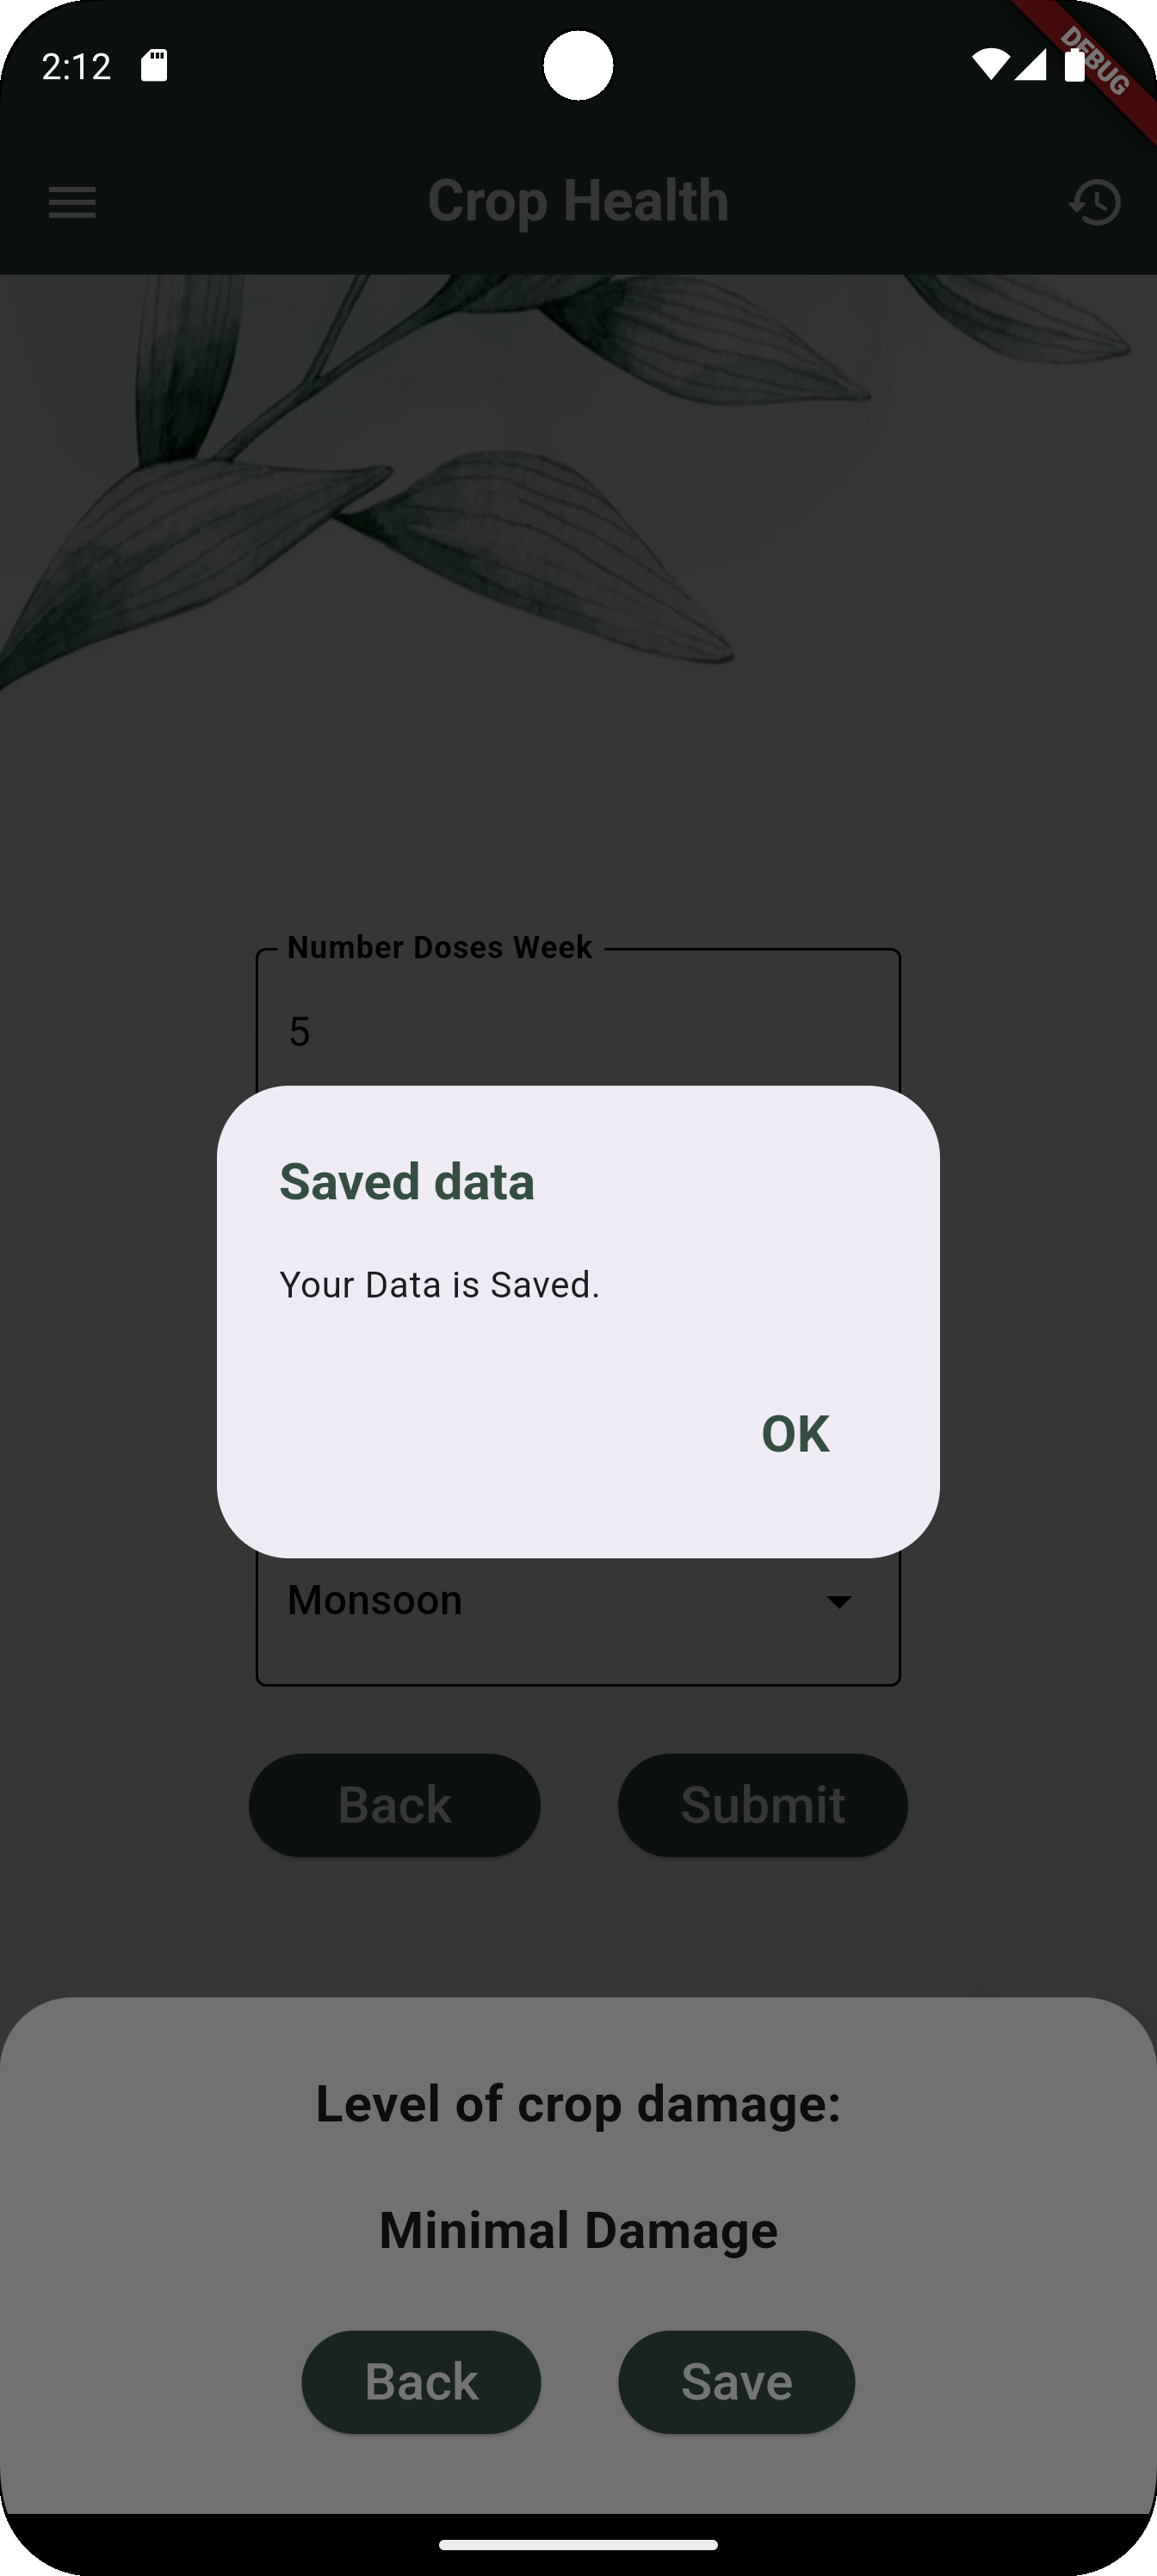 2:12
DEBUG
Crop Health
Number Doses Week
5
Saved data
Your Data is Saved.
OK
Monsoon
Back Submit
Level of crop damage:
Minimal Damage
Back Save